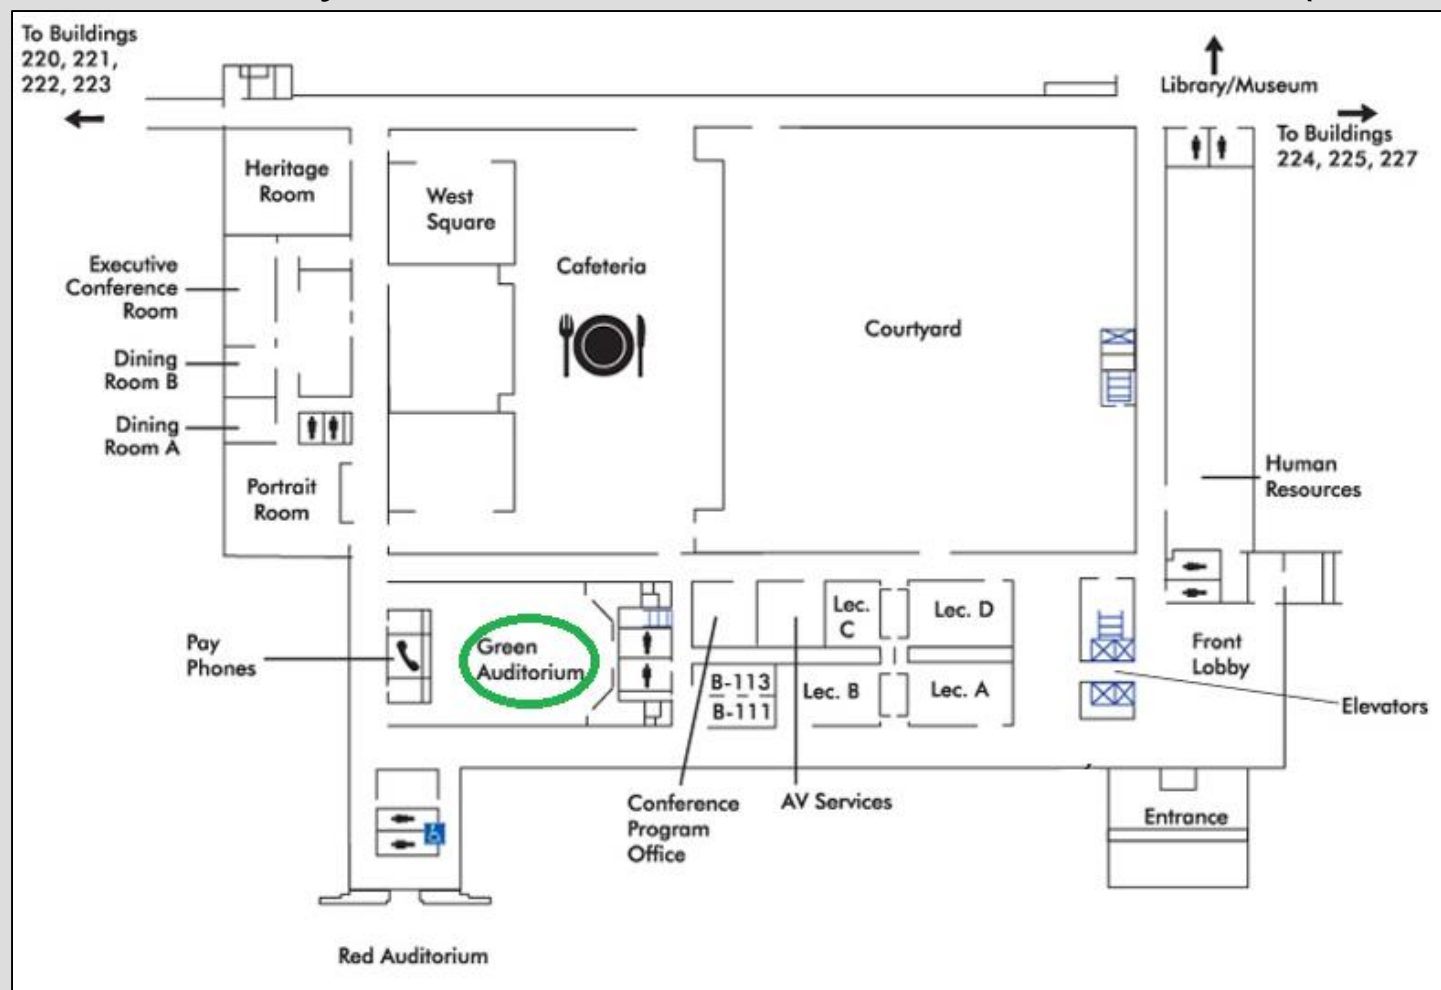 To Buildings
220, 221,
222, 223
Library/Museum
To Buildings
224, 225, 227
Heritage
Room
West
Square
Executive
Conference
Room
Cafeteria
Courtyard
Dining
Room B
Dining
Room A
Portrait
Room
Human
Resources
Pay
Phones
Green
Auditorium
Lec.
C
Lec. D
B-113
B-111
Lec. B
Lec. A
Front
Lobby
Elevators
Conference
Program
Office
AV Services
Entrance
Red Auditorium